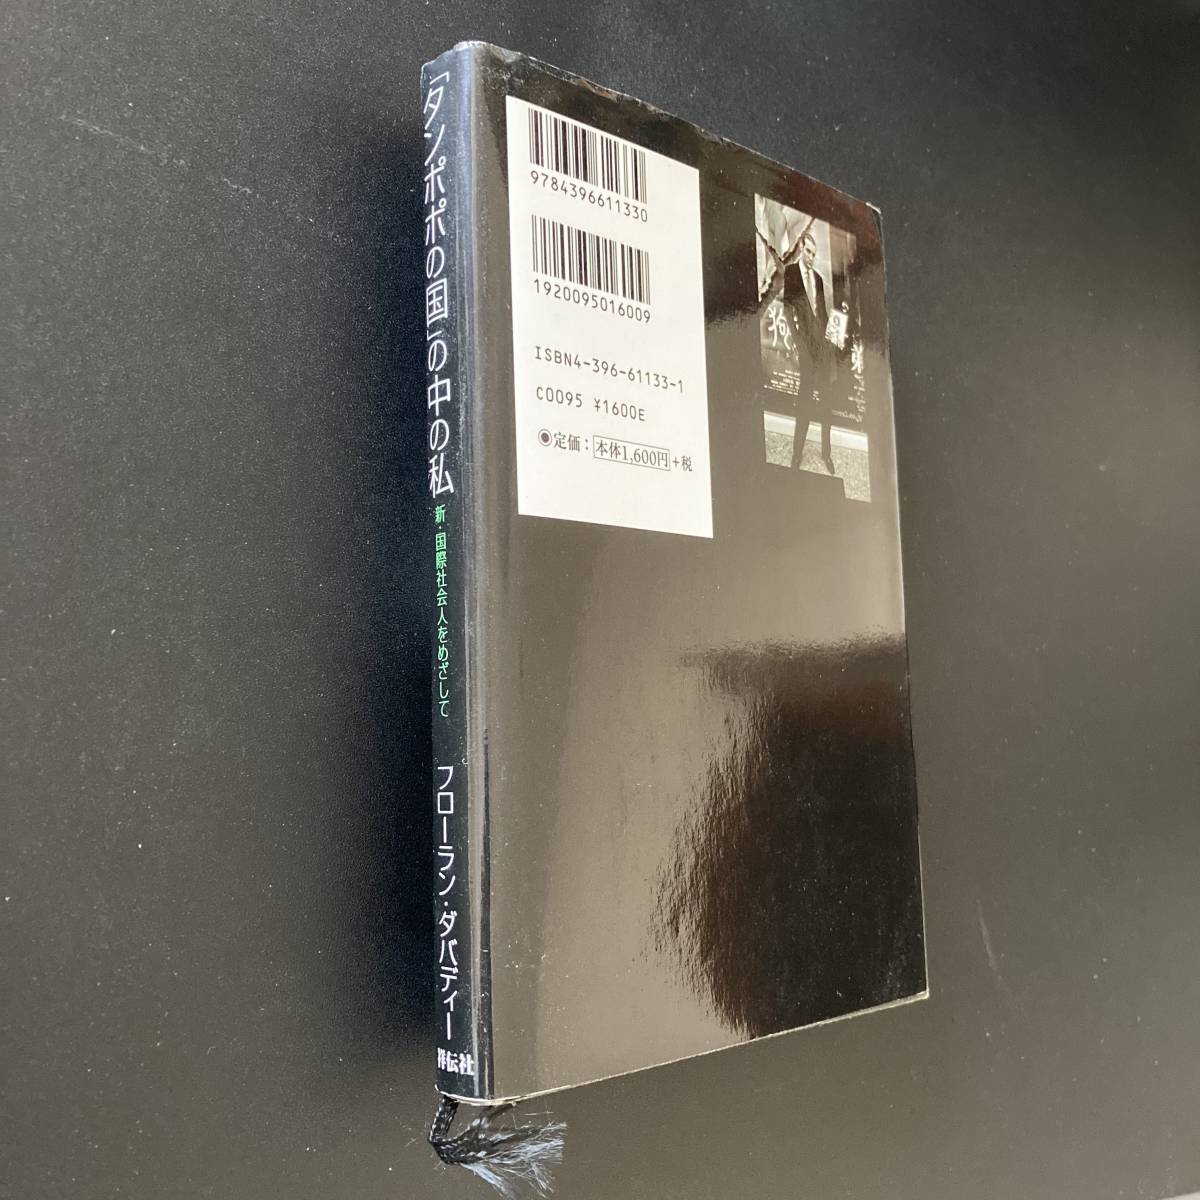 「タンポポの国」の中の私
新・国際社会人をめざして
フローラン・ダバディー
祥伝社
9784396611330
1920095016009
ISBN4-396-61133-1
C0095 ¥1600E
◉定価：本体1,600円+税
狗